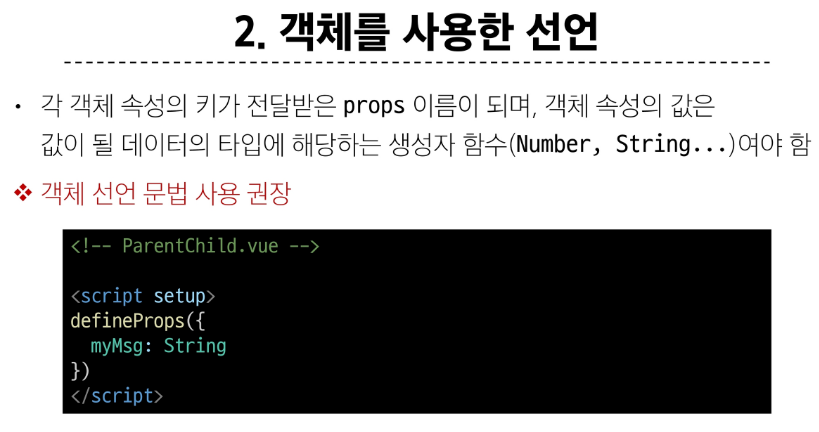 2. 객체를 사용한 선언
• 각 객체 속성의 키가 전달받은 props 이름이 되며, 객체 속성의 값은
값이 될 데이터의 타입에 해당하는 생성자 함수(Number, String...)여야 함
❖ 객체 선언 문법 사용 권장
<!-- ParentChild.vue -->
<script setup>
defineProps({
  myMsg: String
})
</script>